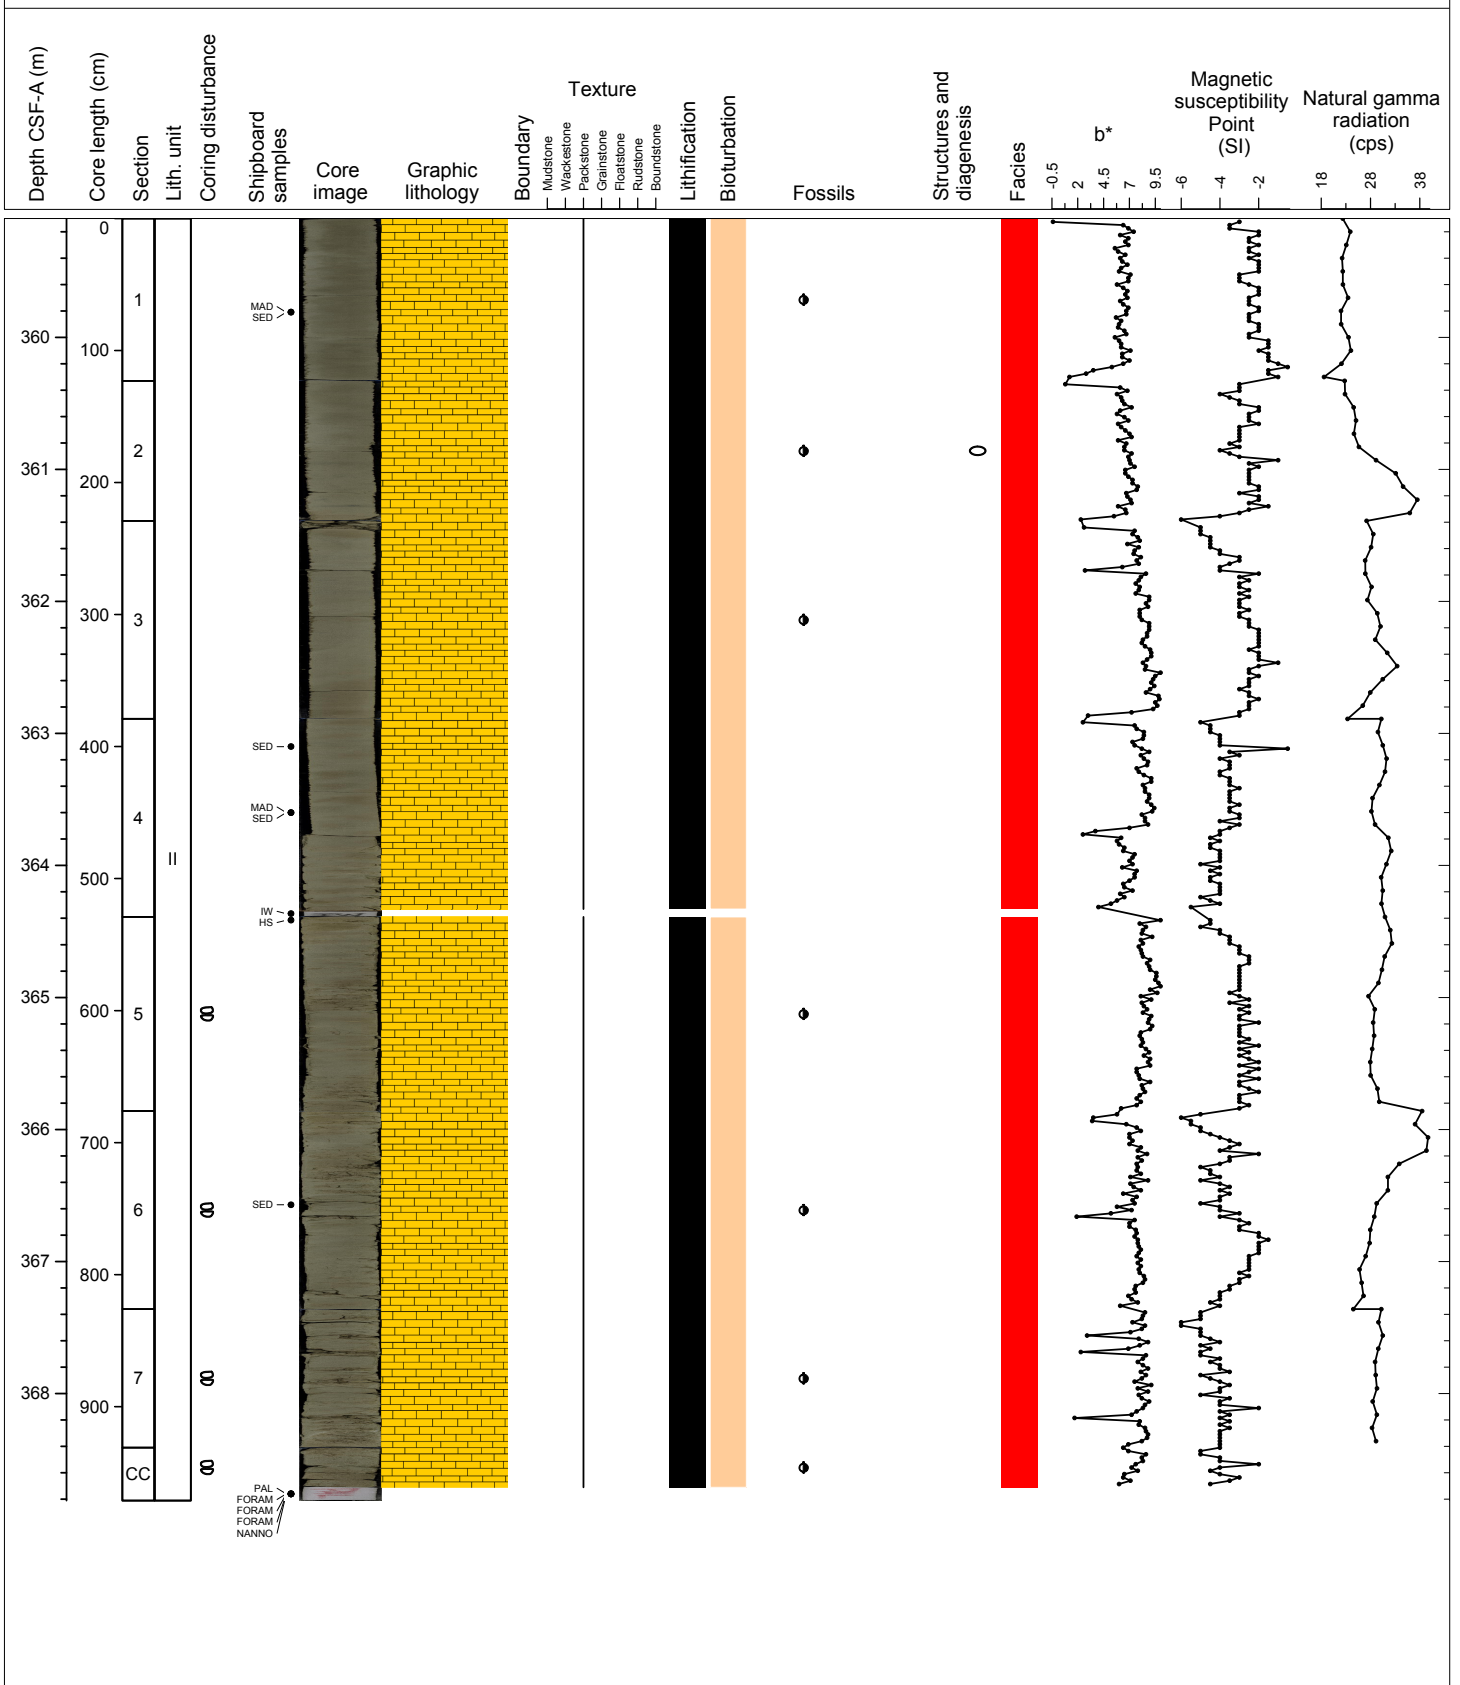 Depth CSF-A (m)
Core length (cm)
Section
Lith. unit
Coring disturbance
Shipboard
samples
Core
image
Graphic
lithology
Boundary
Texture
Mudstone
Wackestone
Packstone
Grainstone
Floatstone
Rudstone
Boundstone
Lithification
Bioturbation
Fossils
Structures and
diagenesis
Facies
b*
-0.5 2 4.5 7 9.5
Magnetic
susceptibility
Point
(SI)
-6 -4 -2
Natural gamma
radiation
(cps)
18 28 38
0
1
MAD
SED
360
100
2
361
200
362
300
3
363
400
SED
MAD
SED
4
II
364
500
IW
HS
365
600
5
366
700
SED
6
367
800
7
368
900
CC
PAL
FORAM
FORAM
FORAM
NANNO